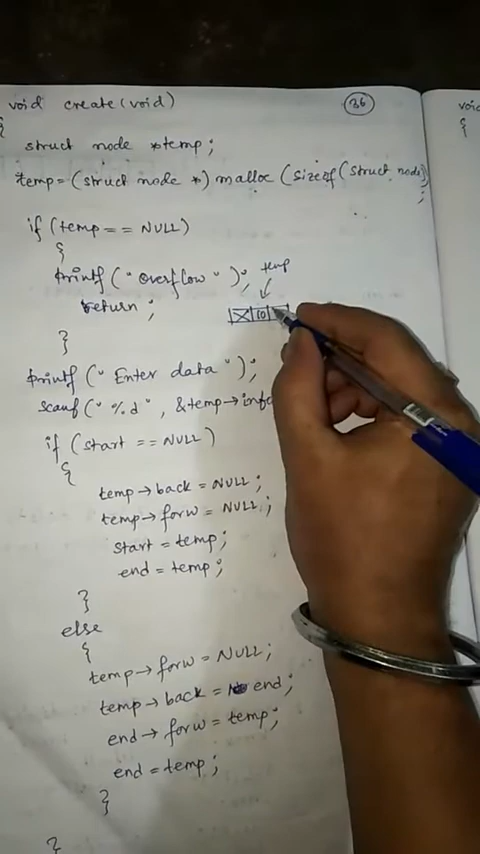 void create(void)
36
{
struct node *temp;
temp=(struct node *) malloc (sizeof(struct node))
;
if (temp == NULL)
{
printf (" Overflow ");
temp
return ;
10
}
printf (" Enter data ");
scanf (" %d ", &temp→info
if (start == NULL)
{
temp→back = NULL;
temp→forw = NULL;
start = temp;
end = temp;
}
else
{
temp→forw = NULL;
temp→back = end;
end→forw = temp;
end = temp;
}
}
void
{